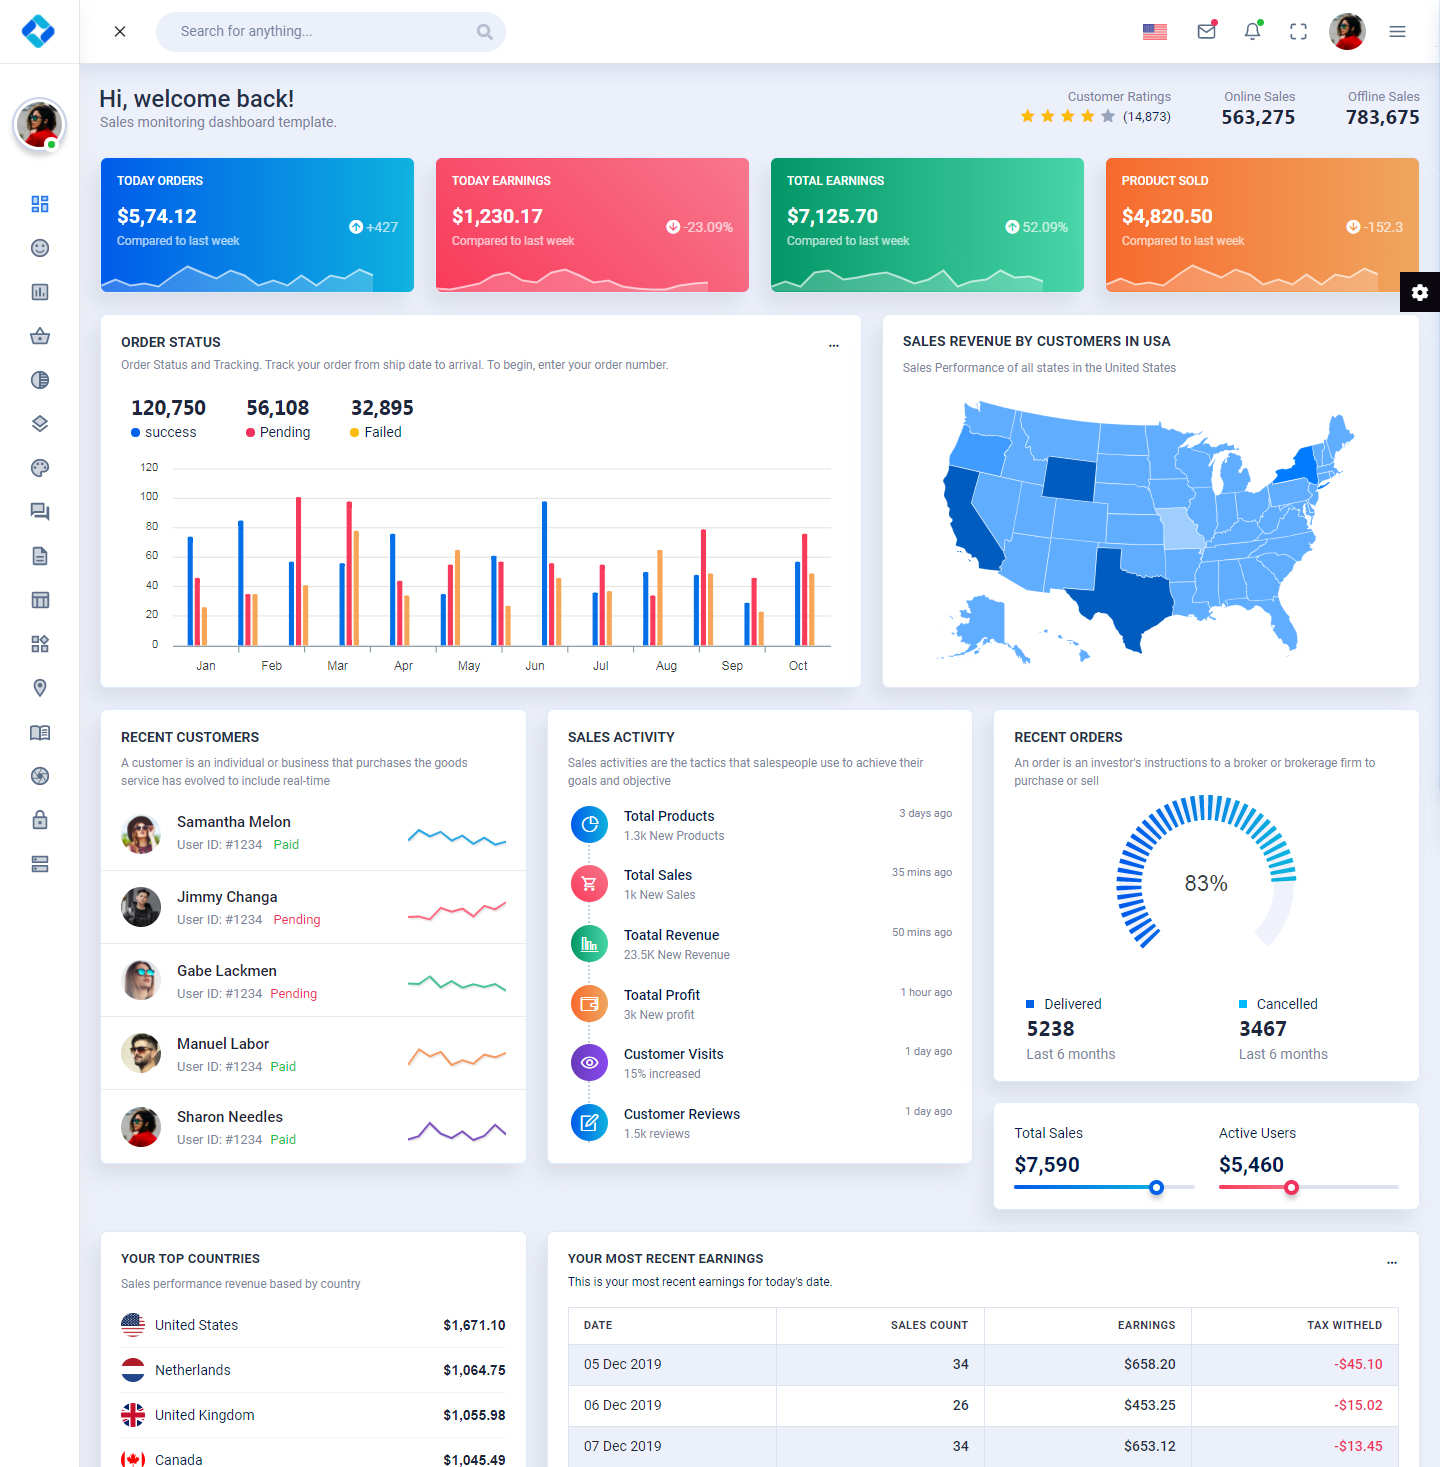 Search for anything...
Hi, welcome back!
Sales monitoring dashboard template.
Customer Ratings
(14,873)
Online Sales
563,275
Offline Sales
783,675
TODAY ORDERS
$5,74.12
Compared to last week
+427
TODAY EARNINGS
$1,230.17
Compared to last week
-23.09%
TOTAL EARNINGS
$7,125.70
Compared to last week
52.09%
PRODUCT SOLD
$4,820.50
Compared to last week
-152.3
ORDER STATUS
...
Order Status and Tracking. Track your order from ship date to arrival. To begin, enter your order number.
120,750
success
56,108
Pending
32,895
Failed
120
100
80
60
40
20
0
Jan Feb Mar Apr May Jun Jul Aug Sep Oct
SALES REVENUE BY CUSTOMERS IN USA
Sales Performance of all states in the United States
RECENT CUSTOMERS
A customer is an individual or business that purchases the goods
service has evolved to include real-time
Samantha Melon
User ID: #1234 Paid
Jimmy Changa
User ID: #1234 Pending
Gabe Lackmen
User ID: #1234 Pending
Manuel Labor
User ID: #1234 Paid
Sharon Needles
User ID: #1234 Paid
SALES ACTIVITY
Sales activities are the tactics that salespeople use to achieve their
goals and objective
Total Products 3 days ago
1.3k New Products
Total Sales 35 mins ago
1k New Sales
Toatal Revenue 50 mins ago
23.5K New Revenue
Toatal Profit 1 hour ago
3k New profit
Customer Visits 1 day ago
15% increased
Customer Reviews 1 day ago
1.5k reviews
RECENT ORDERS
An order is an investor's instructions to a broker or brokerage firm to
purchase or sell
83%
Delivered
5238
Last 6 months
Cancelled
3467
Last 6 months
Total Sales
$7,590
Active Users
$5,460
YOUR TOP COUNTRIES
Sales performance revenue based by country
United States $1,671.10
Netherlands $1,064.75
United Kingdom $1,055.98
Canada $1,045.49
YOUR MOST RECENT EARNINGS
...
This is your most recent earnings for today's date.
DATE SALES COUNT EARNINGS TAX WITHELD
05 Dec 2019 34 $658.20 -$45.10
06 Dec 2019 26 $453.25 -$15.02
07 Dec 2019 34 $653.12 -$13.45